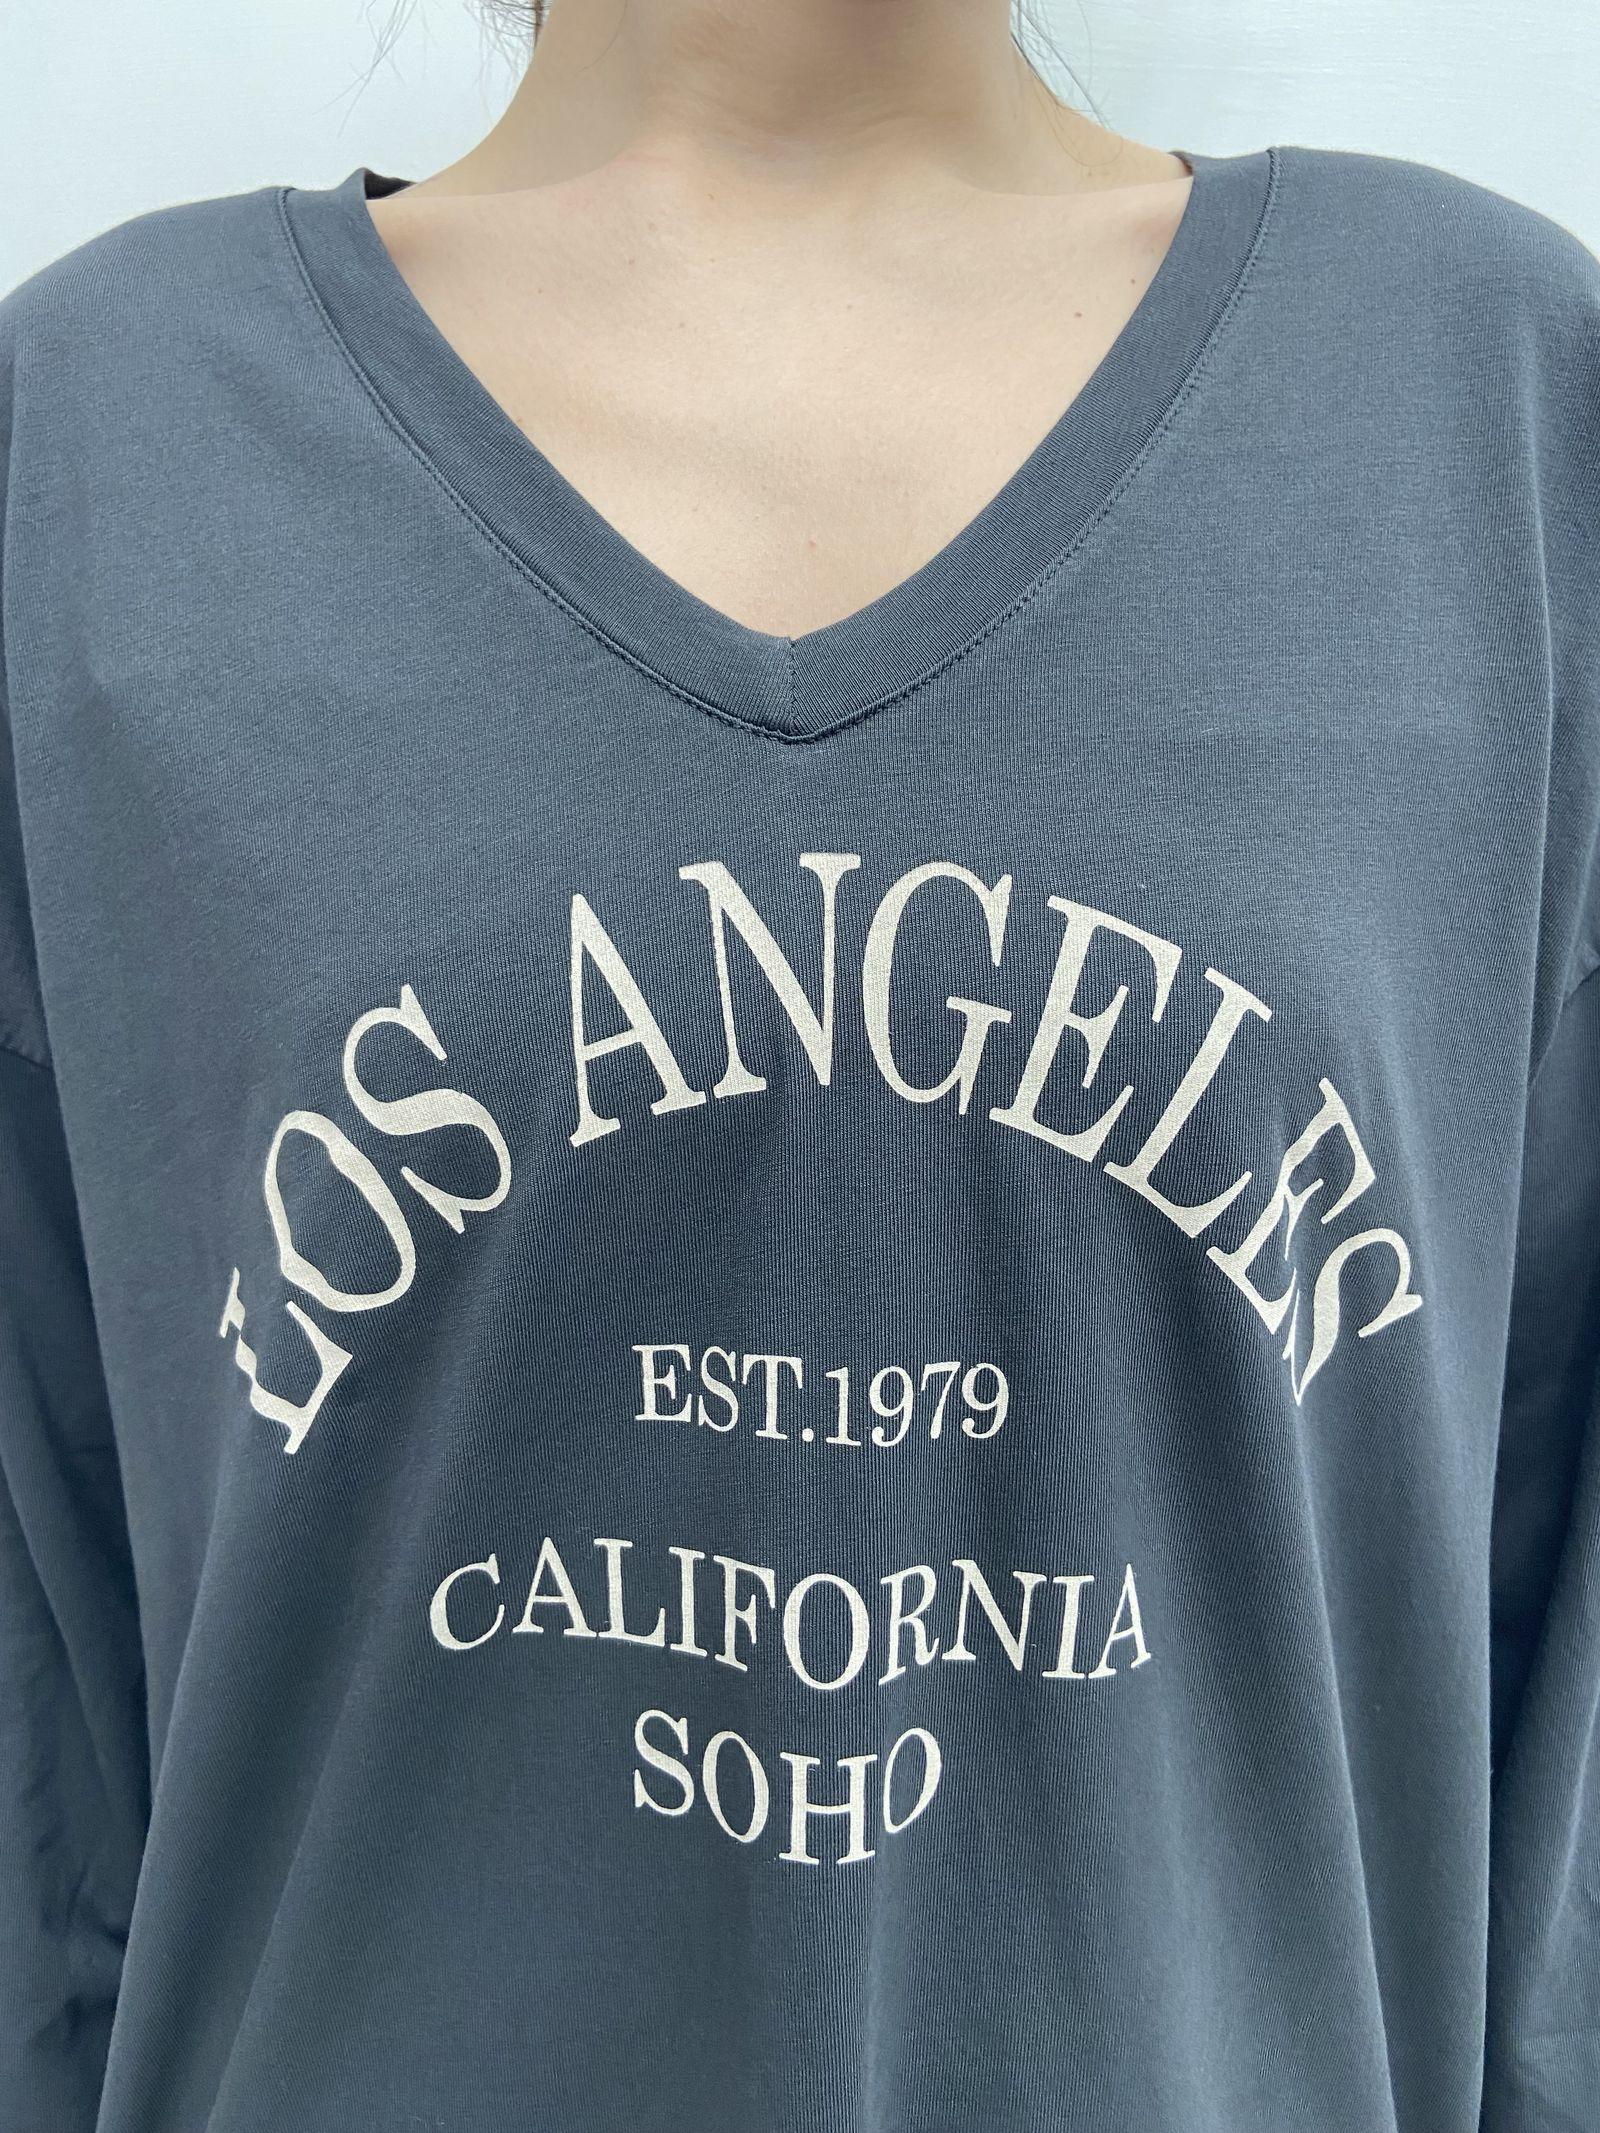 LOS ANGELES
EST.1979
CALIFORNIA
SOHO